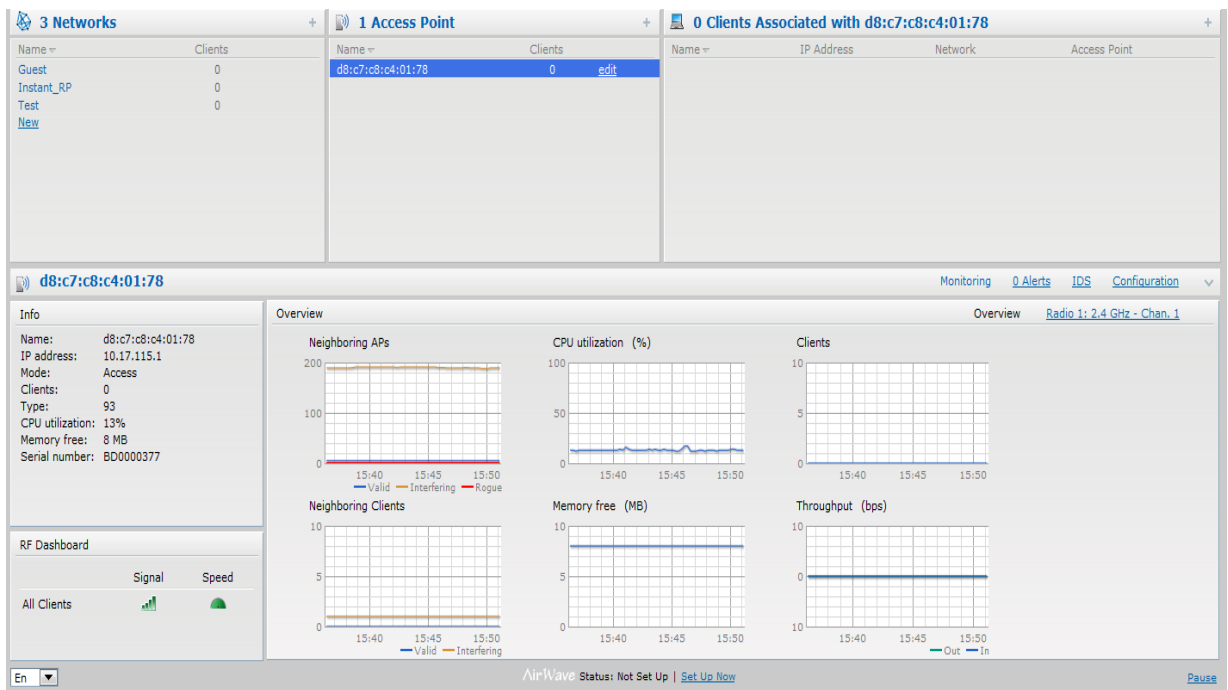 3 Networks +
Name Clients
Guest 0
Instant_RP 0
Test 0
New
1 Access Point +
Name Clients
d8:c7:c8:c4:01:78 0 edit
0 Clients Associated with d8:c7:c8:c4:01:78 +
Name IP Address Network Access Point
d8:c7:c8:c4:01:78 Monitoring 0 Alerts IDS Configuration
Info
Name: d8:c7:c8:c4:01:78
IP address: 10.17.115.1
Mode: Access
Clients: 0
Type: 93
CPU utilization: 13%
Memory free: 8 MB
Serial number: BD0000377
RF Dashboard
Signal Speed
All Clients
Overview Overview Radio 1: 2.4 GHz - Chan. 1
Neighboring APs
200
100
0
15:40 15:45 15:50
Valid Interfering Rogue
CPU utilization (%)
100
50
0
15:40 15:45 15:50
Clients
10
5
0
15:40 15:45 15:50
Neighboring Clients
10
5
0
15:40 15:45 15:50
Valid Interfering
Memory free (MB)
10
5
0
15:40 15:45 15:50
Throughput (bps)
10
0
10
15:40 15:45 15:50
Out In
En AirWave Status: Not Set Up | Set Up Now Pause